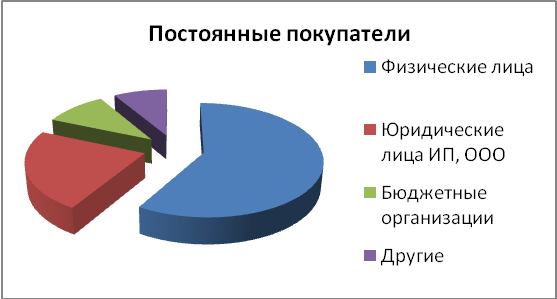 Постоянные покупатели
Физические лица
Юридические
лица ИП, ООО
Бюджетные
организации
Другие